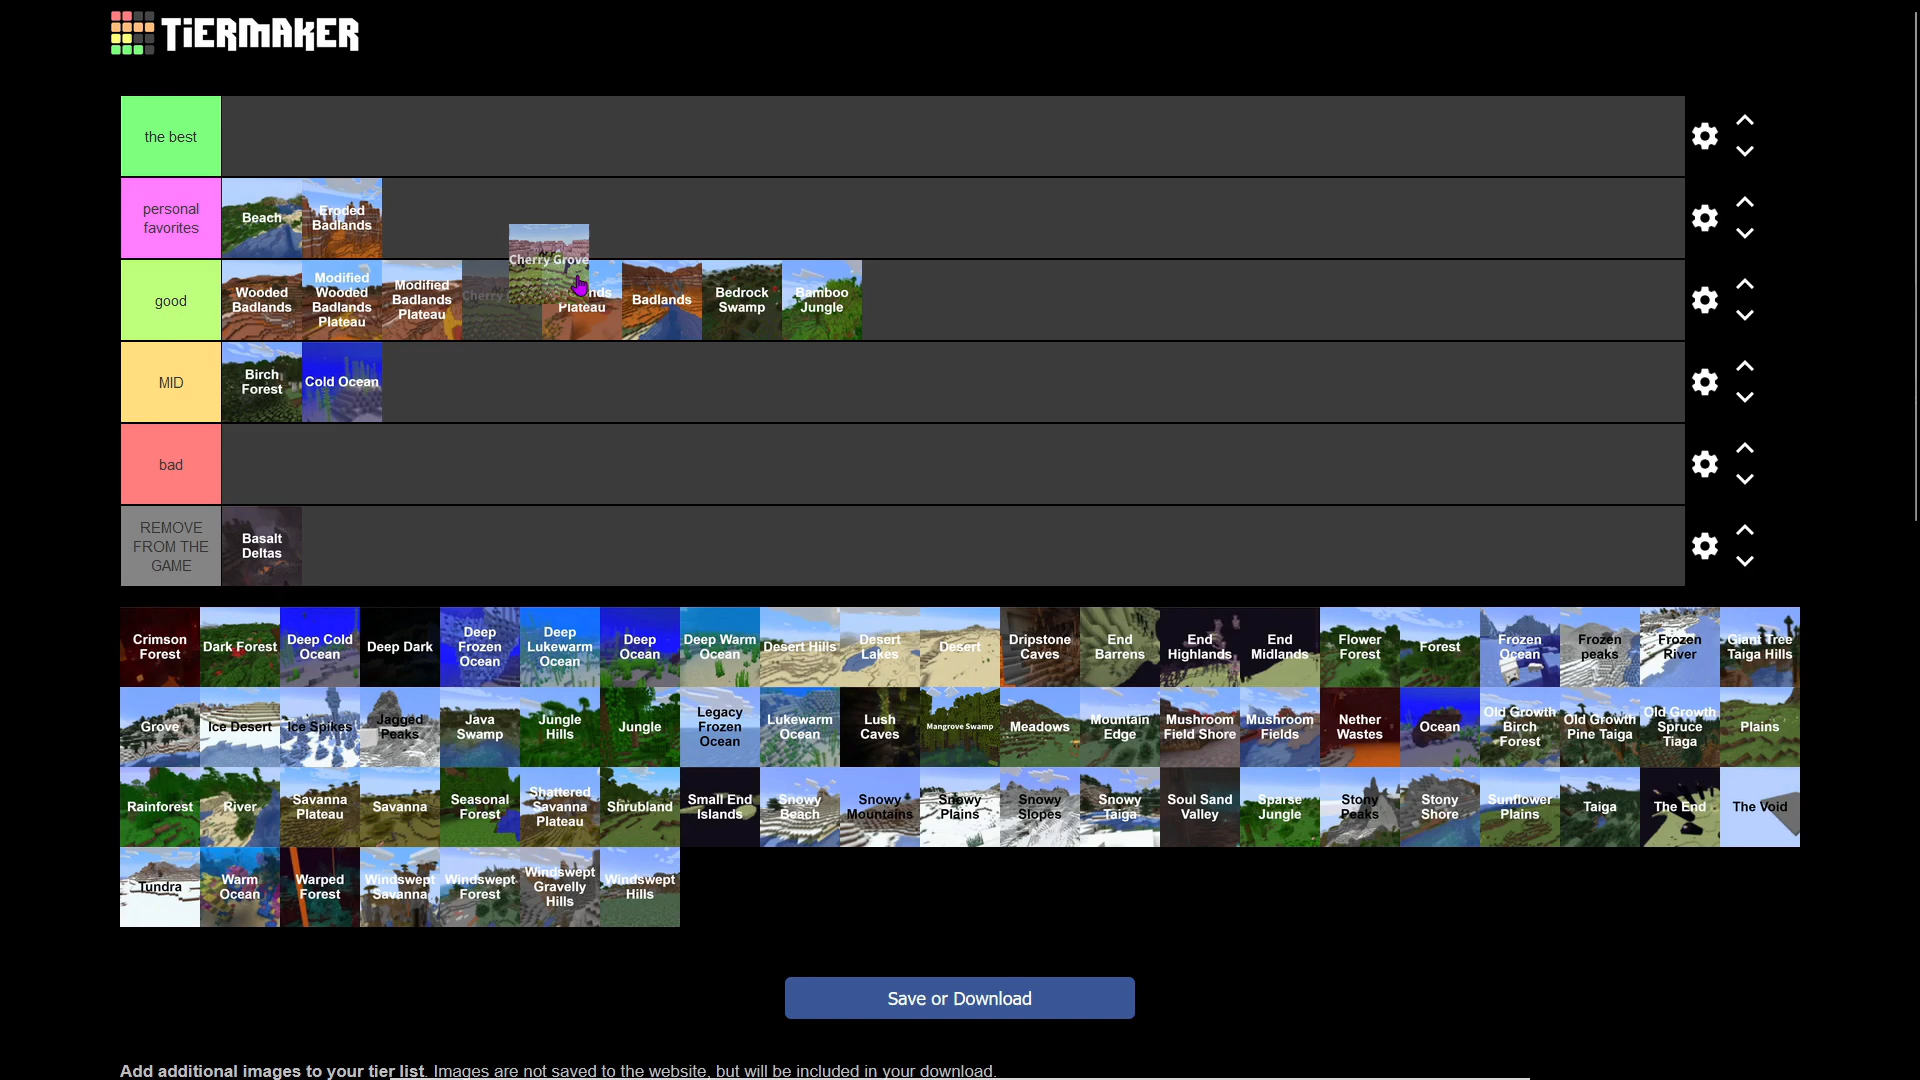 TiERMAKER
the best
personal
favorites
Beach
Eroded
Badlands
Cherry Grove
good
Wooded
Badlands
Modified
Wooded
Badlands
Plateau
Modified
Badlands
Plateau
Cherry
Plateau
Badlands
Bedrock
Swamp
Bamboo
Jungle
MID
Birch
Forest
Cold Ocean
bad
REMOVE
FROM THE
GAME
Basalt
Deltas
Crimson
Forest
Dark Forest
Deep Cold
Ocean
Deep Dark
Deep
Frozen
Ocean
Deep
Lukewarm
Ocean
Deep
Ocean
Deep Warm
Ocean
Desert Hills
Desert
Lakes
Desert
Dripstone
Caves
End
Barrens
End
Highlands
End
Midlands
Flower
Forest
Forest
Frozen
Ocean
Frozen
peaks
Frozen
River
Giant Tree
Taiga Hills
Grove
Ice Desert
Ice Spikes
Jagged
Peaks
Java
Swamp
Jungle
Hills
Jungle
Legacy
Frozen
Ocean
Lukewarm
Ocean
Lush
Caves
Mangrove Swamp
Meadows
Mountain
Edge
Mushroom
Field Shore
Mushroom
Fields
Nether
Wastes
Ocean
Old Growth
Birch
Forest
Old Growth
Pine Taiga
Old Growth
Spruce
Tiaga
Plains
Rainforest
River
Savanna
Plateau
Savanna
Seasonal
Forest
Shattered
Savanna
Plateau
Shrubland
Small End
Islands
Snowy
Beach
Snowy
Mountains
Snowy
Plains
Snowy
Slopes
Snowy
Taiga
Soul Sand
Valley
Sparse
Jungle
Stony
Peaks
Stony
Shore
Sunflower
Plains
Taiga
The End
The Void
Tundra
Warm
Ocean
Warped
Forest
Windswept
Savanna
Windswept
Forest
Windswept
Gravelly
Hills
Windswept
Hills
Save or Download
Add additional images to your tier list. Images are not saved to the website, but will be included in your download.